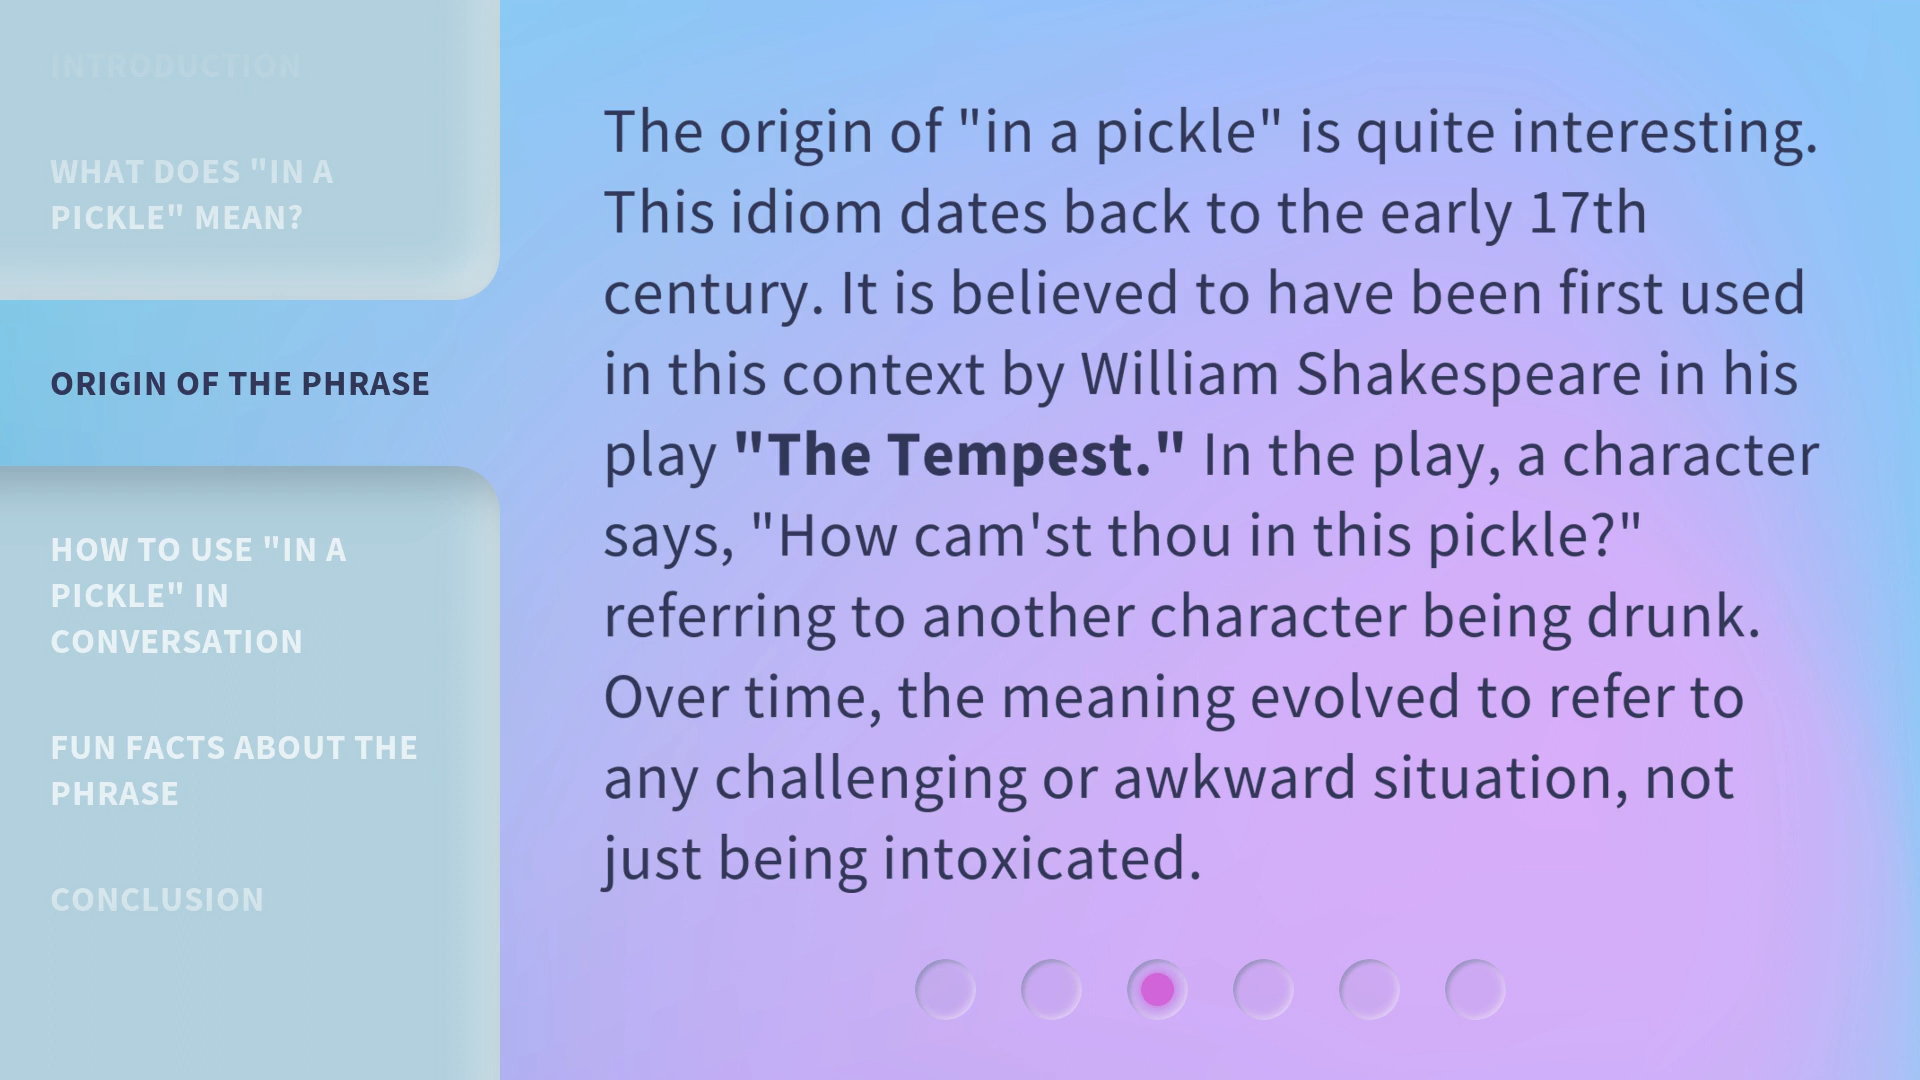 INTRODUCTION
WHAT DOES "IN A
PICKLE" MEAN?
ORIGIN OF THE PHRASE
HOW TO USE "IN A
PICKLE" IN
CONVERSATION
FUN FACTS ABOUT THE
PHRASE
CONCLUSION
The origin of "in a pickle" is quite interesting.
This idiom dates back to the early 17th
century. It is believed to have been first used
in this context by William Shakespeare in his
play "The Tempest." In the play, a character
says, "How cam'st thou in this pickle?"
referring to another character being drunk.
Over time, the meaning evolved to refer to
any challenging or awkward situation, not
just being intoxicated.